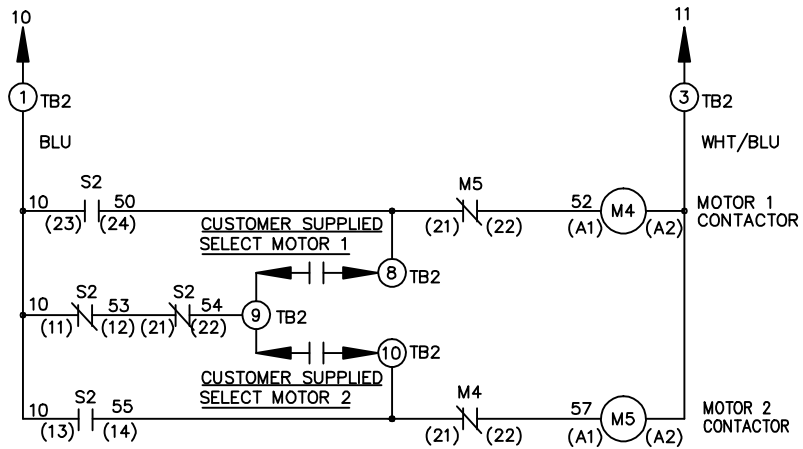 10 11
1 TB2 3 TB2
BLU WHT/BLU
S2 M5
10 50 52 M4 MOTOR 1
(23) (24) (21) (22) (A1) (A2) CONTACTOR
CUSTOMER SUPPLIED
SELECT MOTOR 1
8 TB2
S2 S2
10 53 54 9 TB2
(11) (12) (21) (22)
10 TB2
CUSTOMER SUPPLIED
SELECT MOTOR 2
S2 M4
10 55 57 M5 MOTOR 2
(13) (14) (21) (22) (A1) (A2) CONTACTOR